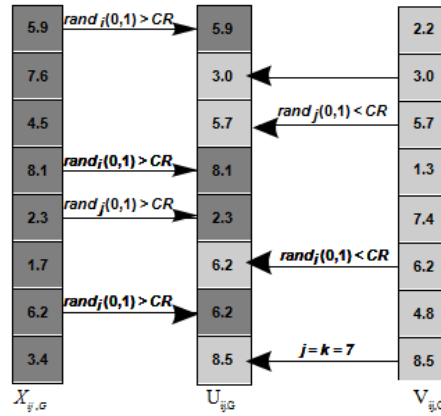 5.9 rand i (0,1) > CR 5.9 2.2
7.6 3.0 3.0
4.5 5.7 rand j (0,1) < CR 5.7
8.1 rand i (0,1) > CR 8.1 1.3
2.3 rand j (0,1) > CR 2.3 7.4
1.7 6.2 rand i (0,1) < CR 6.2
6.2 rand i (0,1) > CR 6.2 4.8
3.4 8.5 j = k = 7 8.5
X ij,G U ijG V ij,G